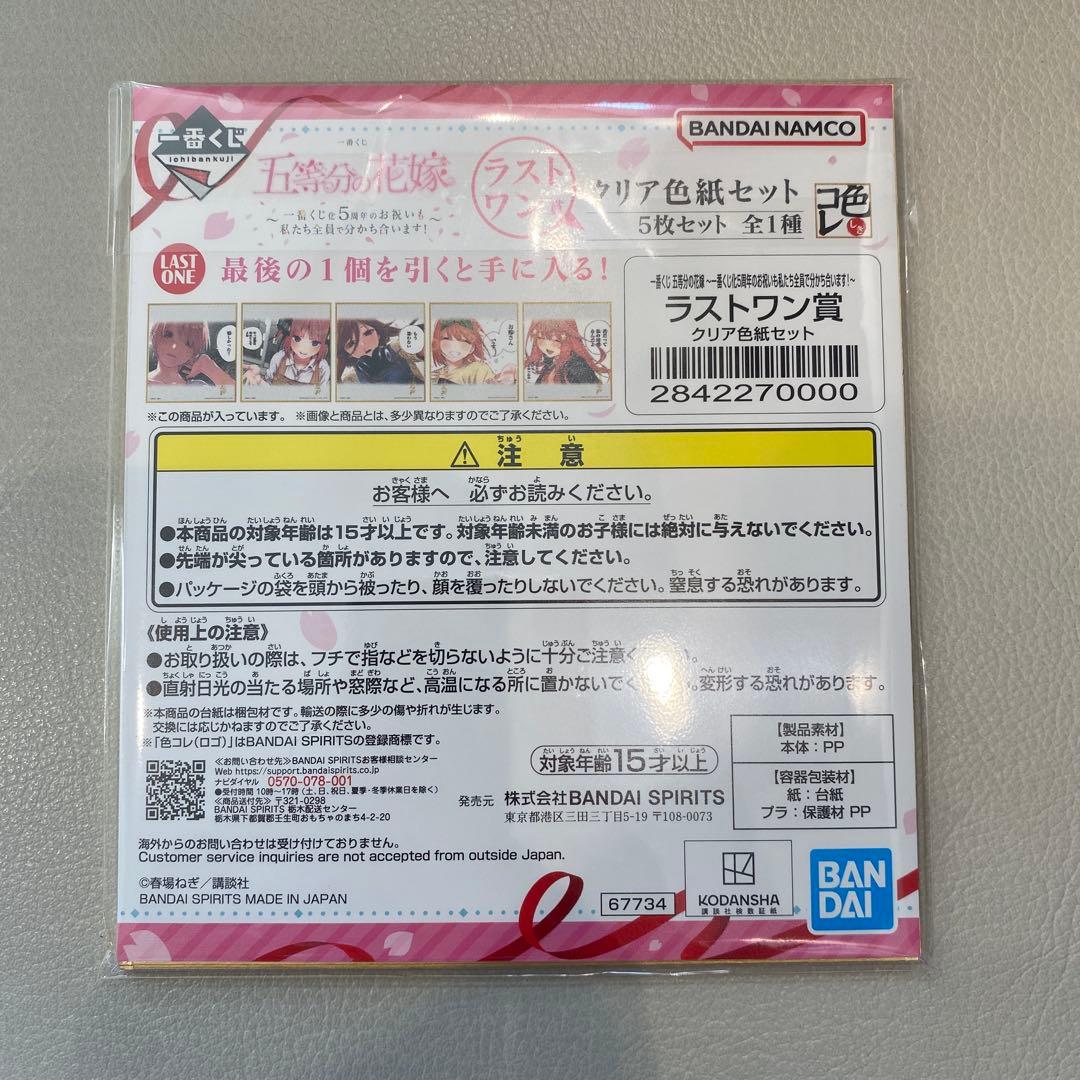 一番くじ
ichibankuji
一番くじ
五等分の花嫁
〜一番くじ化5周年のお祝いも〜
私たち全員で分かち合います!
ラスト
ワン賞
クリア色紙セット
5枚セット 全1種
BANDAI NAMCO
色
コレ
しき
LAST
ONE
最後の1個を引くと手に入る!
一番くじ 五等分の花嫁 〜一番くじ化5周年のお祝いも私たち全員で分かち合います!〜
ラストワン賞
クリア色紙セット
2842270000
※この商品が入っています。 ※画像と商品とは、多少異なりますのでご了承ください。
⚠注意
お客様へ 必ずお読みください。
●本商品の対象年齢は15才以上です。対象年齢未満のお子様には絶対に与えないでください。
●先端が尖っている箇所がありますので、注意してください。
●パッケージの袋を頭から被ったり、顔を覆ったりしないでください。窒息する恐れがあります。
《使用上の注意》
●お取り扱いの際は、フチで指などを切らないように十分ご注意く
●直射日光の当たる場所や窓際など、高温になる所に置かないでく 。変形する恐れがあります。
※本商品の台紙は梱包材です。輸送の際に多少の傷や折れが生じます。
交換には応じかねますのでご了承ください。
※「色コレ(ロゴ)」はBANDAI SPIRITSの登録商標です。
≪お問い合わせ先≫BANDAI SPIRITSお客様相談センター
Web https://support.bandaispirits.co.jp
ナビダイヤル 0570-078-001
●受付時間 10時〜17時 (土、日、祝日、夏季・冬季休業日を除く)
≪商品送付先≫ 〒321-0298
BANDAI SPIRITS 栃木配送センター
栃木県下都賀郡壬生町おもちゃのまち4-2-20
対象年齢15才以上
発売元 株式会社BANDAI SPIRITS
東京都港区三田三丁目5-19 〒108-0073
【製品素材】
本体:PP
【容器包装材】
紙:台紙
プラ:保護材 PP
海外からのお問い合わせは受け付けておりません。
Customer service inquiries are not accepted from outside Japan.
©春場ねぎ/講談社
BANDAI SPIRITS MADE IN JAPAN
67734
KODANSHA
講談社検数証紙
BAN
DAI